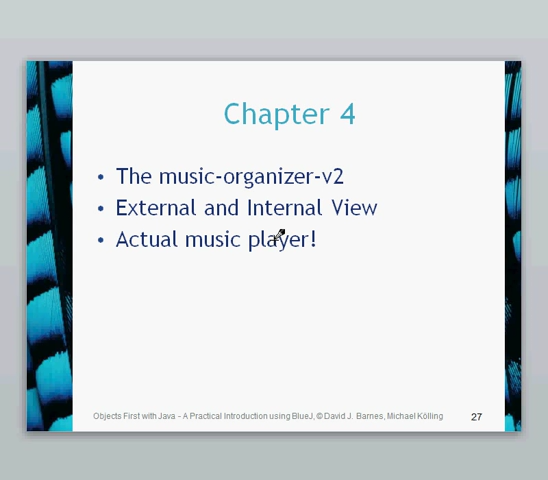 Chapter 4
• The music-organizer-v2
• External and Internal View
• Actual music player!
Objects First with Java - A Practical Introduction using BlueJ, © David J. Barnes, Michael Kölling
27